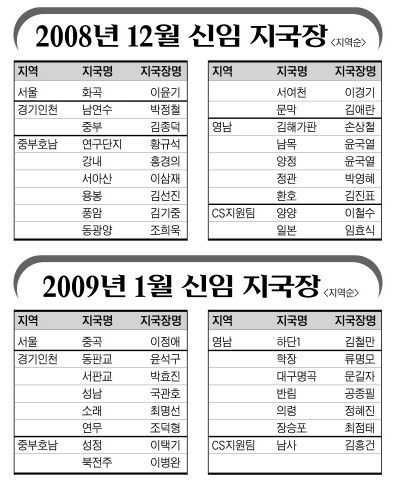 2008년 12월 신임 지국장 <지역순>
지역 지국명 지국장명
서울 화곡 이윤기
경기인천 남연수 박정철
중부 김종덕
중부호남 연구단지 황규석
강내 홍경의
서아산 이삼재
용봉 김선진
풍암 김기중
동광양 조희욱
지역 지국명 지국장명
서여천 이경기
문막 김애란
영남 김해가판 손상철
남목 윤국열
양정 윤국열
정관 박영혜
환호 김진표
CS지원팀 양양 이철수
일본 임효식
2009년 1월 신임 지국장 <지역순>
지역 지국명 지국장명
서울 중곡 이정애
경기인천 동판교 윤석구
서판교 박효진
성남 국관호
소래 최명선
연무 조덕형
중부호남 성정 이택기
북전주 이병완
지역 지국명 지국장명
영남 하단1 김철만
학장 류명모
대구명곡 문길자
반림 공종필
의령 정혜진
장승포 최점태
CS지원팀 남사 김흥건